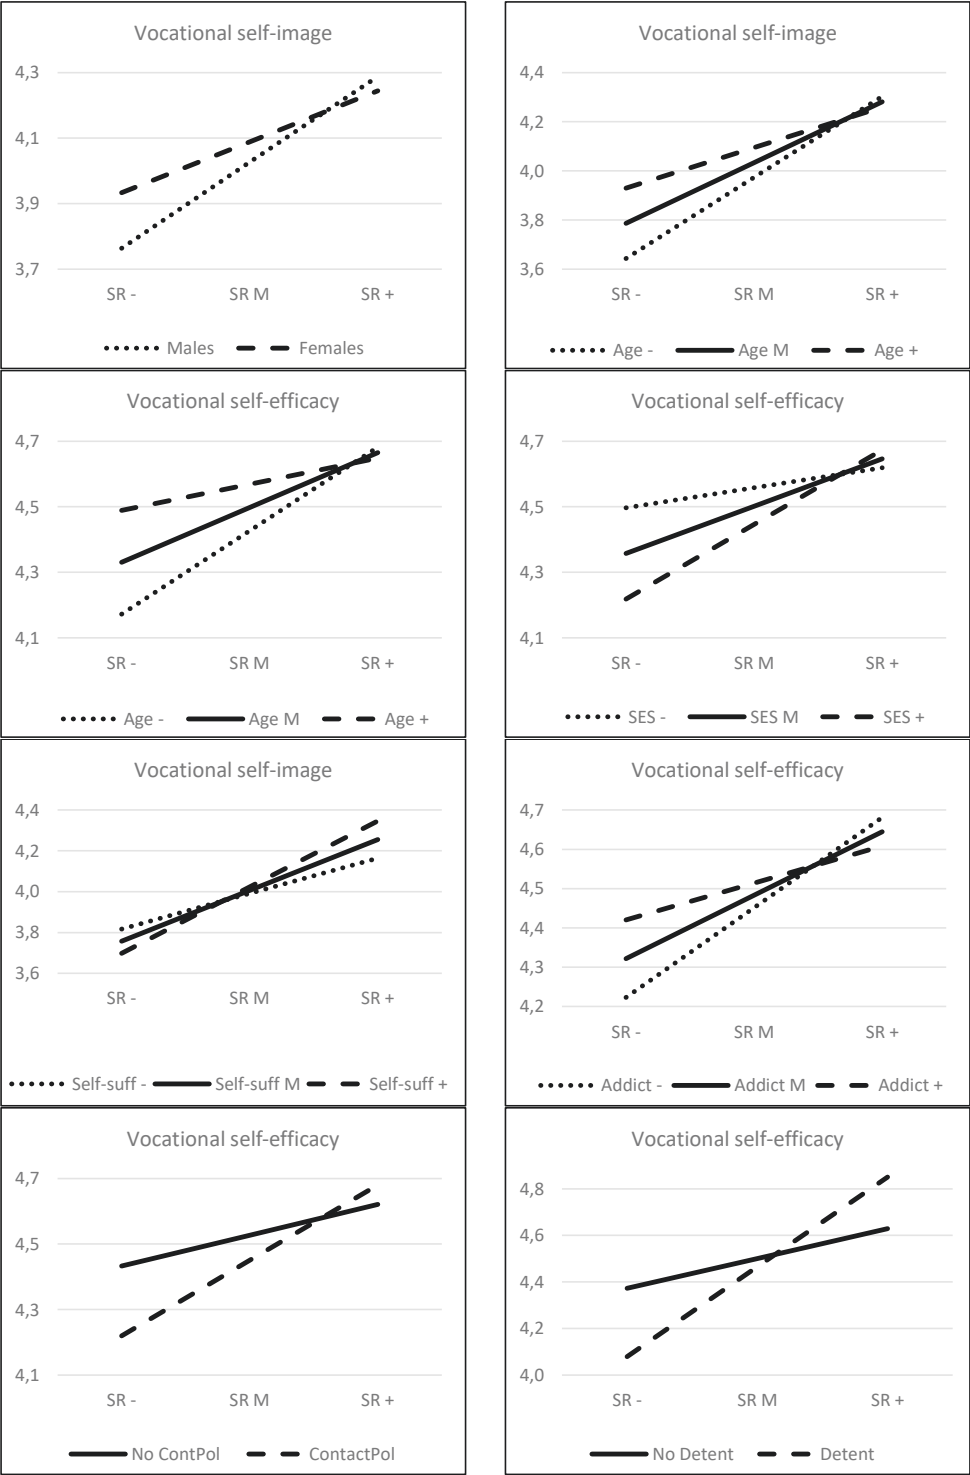 Vocational self-image
4,3
4,1
3,9
3,7
SR - SR M SR +
Males Females
Vocational self-image
4,4
4,2
4,0
3,8
3,6
SR - SR M SR +
Age - Age M Age +
Vocational self-efficacy
4,7
4,5
4,3
4,1
SR - SR M SR +
Age - Age M Age +
Vocational self-efficacy
4,7
4,5
4,3
4,1
SR - SR M SR +
SES - SES M SES +
Vocational self-image
4,4
4,2
4,0
3,8
3,6
SR - SR M SR +
Self-suff - Self-suff M Self-suff +
Vocational self-efficacy
4,7
4,6
4,5
4,4
4,3
4,2
SR - SR M SR +
Addict - Addict M Addict +
Vocational self-efficacy
4,7
4,5
4,3
4,1
SR - SR M SR +
No ContPol ContactPol
Vocational self-efficacy
4,8
4,6
4,4
4,2
4,0
SR - SR M SR +
No Detent Detent